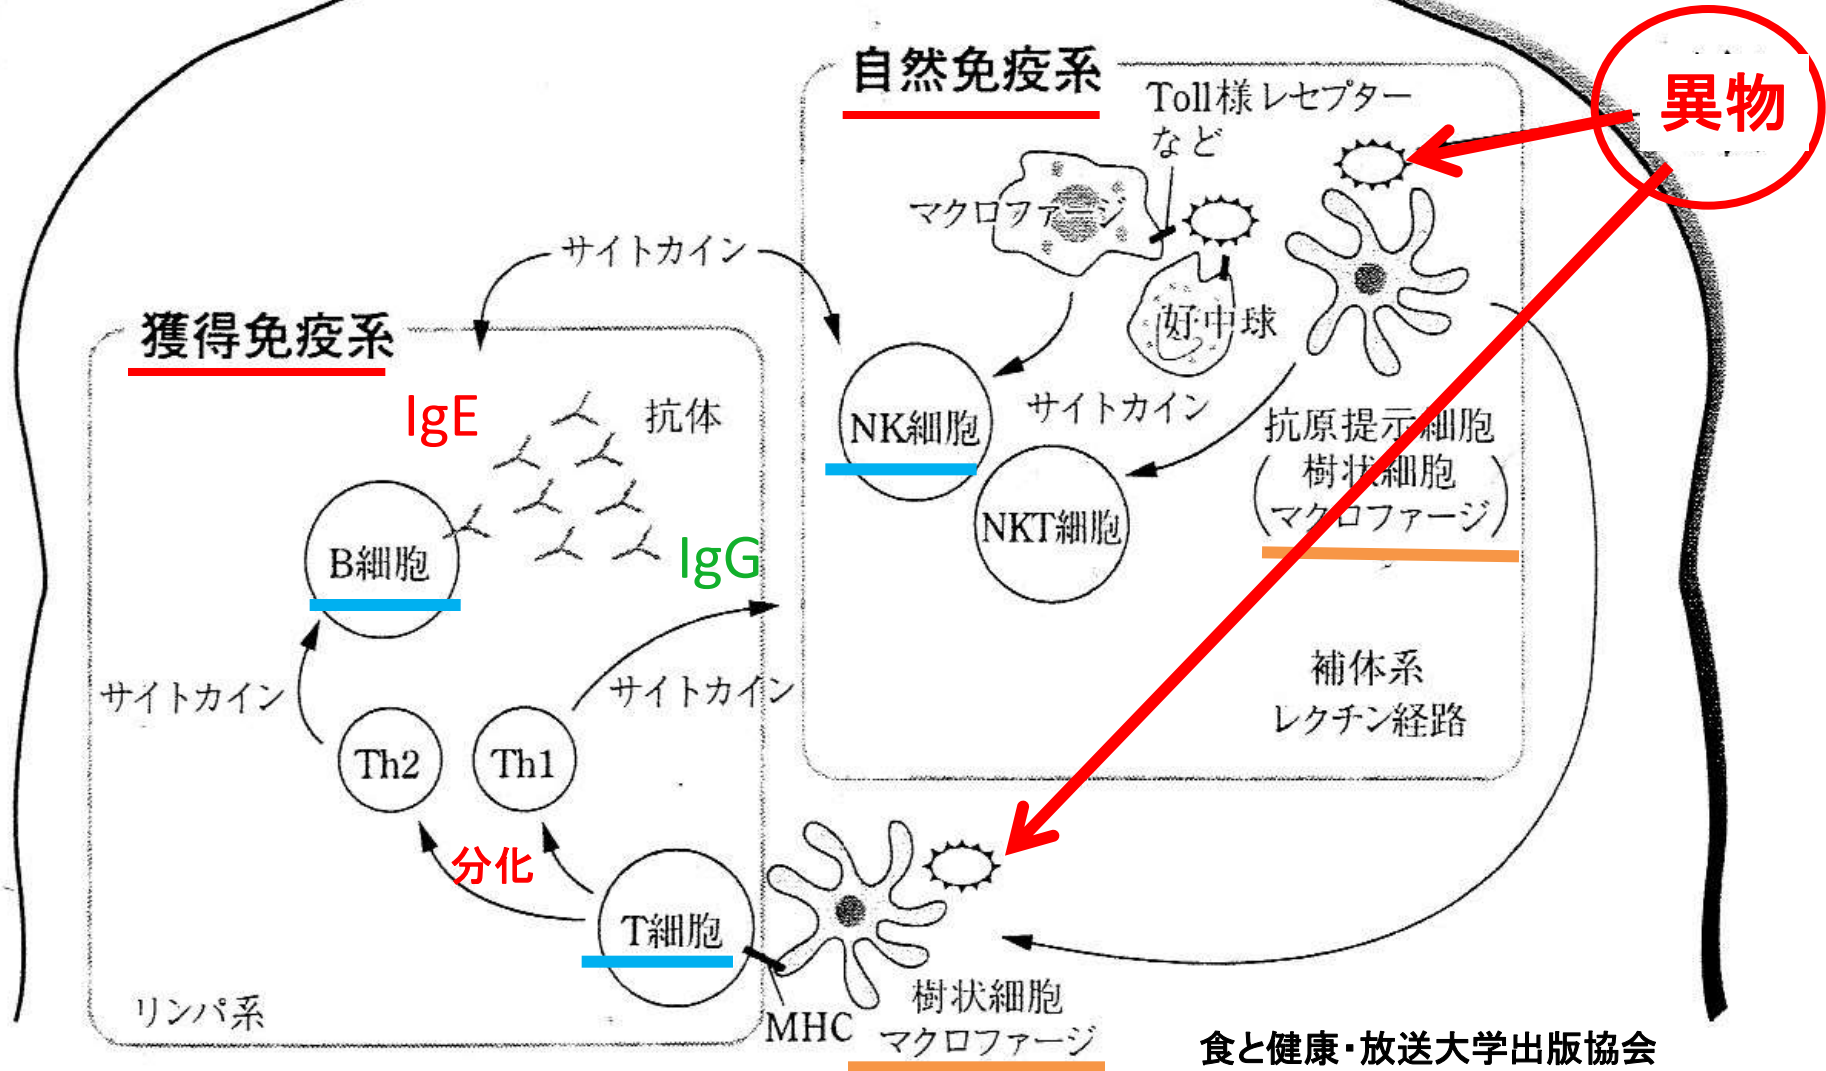 自然免疫系
異物
Toll様レセプター
など
マクロファージ
サイトカイン
好中球
獲得免疫系
IgE
抗体
NK細胞
サイトカイン
抗原提示細胞
(樹状細胞
マクロファージ)
NKT細胞
B細胞
IgG
サイトカイン
サイトカイン
補体系
レクチン経路
Th2
Th1
分化
T細胞
リンパ系
MHC
樹状細胞
マクロファージ
食と健康・放送大学出版協会